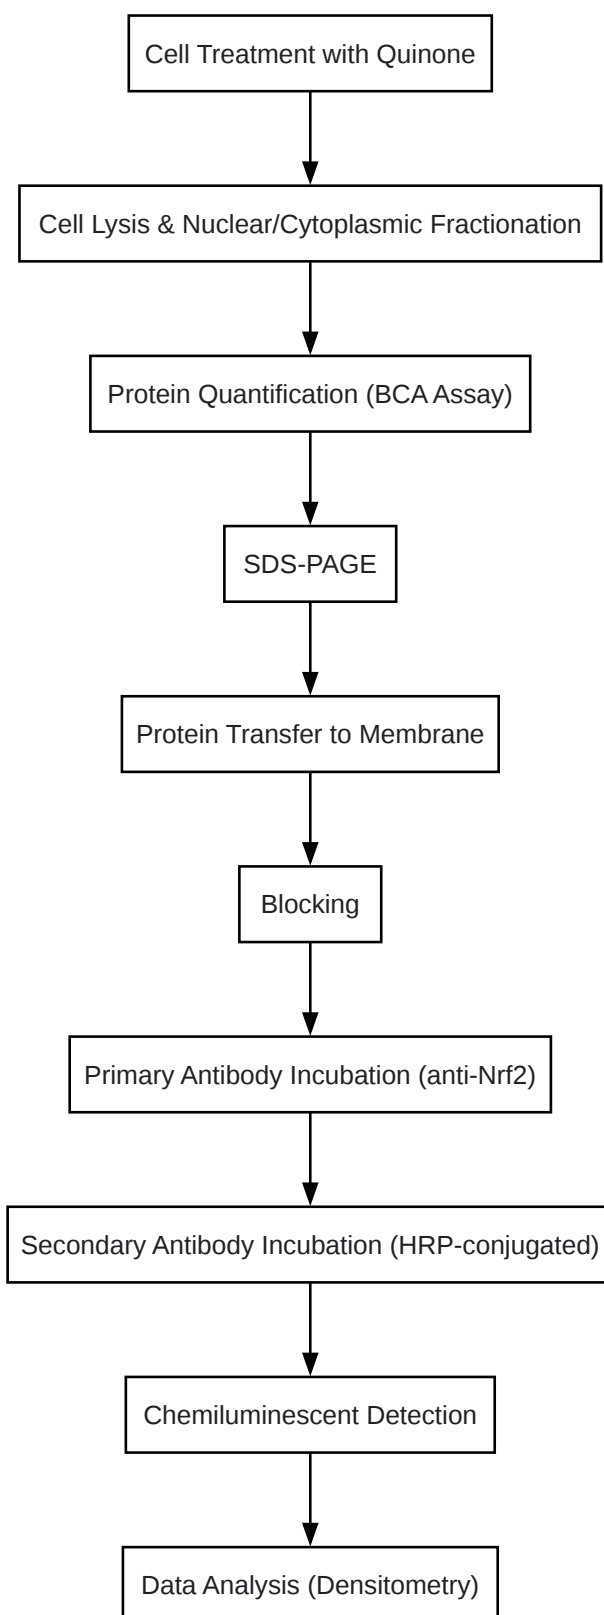 Cell Treatment with Quinone
Cell Lysis & Nuclear/Cytoplasmic Fractionation
Protein Quantification (BCA Assay)
SDS-PAGE
Protein Transfer to Membrane
Blocking
Primary Antibody Incubation (anti-Nrf2)
Secondary Antibody Incubation (HRP-conjugated)
Chemiluminescent Detection
Data Analysis (Densitometry)